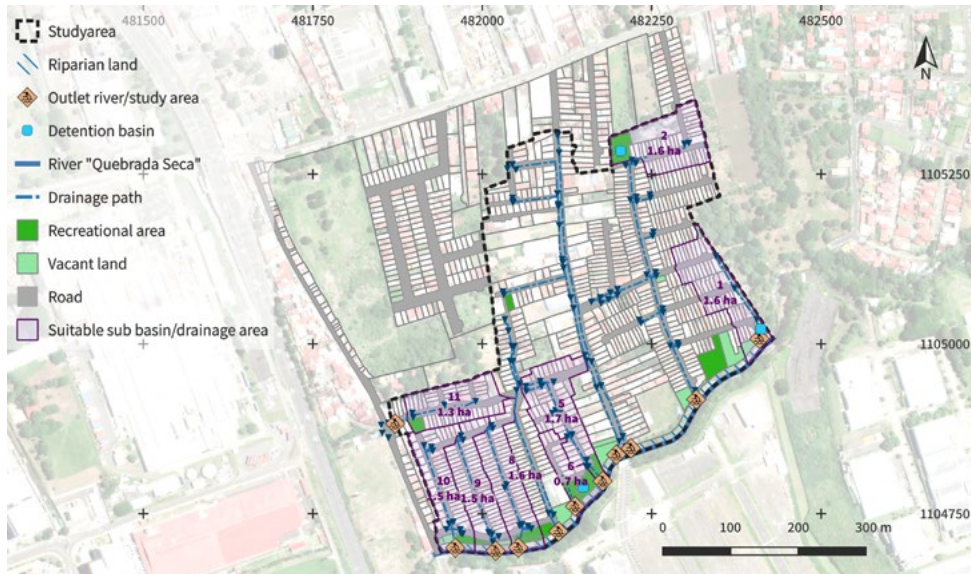 481500
481750
482000
482250
482500
Studyarea
Riparian land
Outlet river/study area
Detention basin
River "Quebrada Seca"
Drainage path
Recreational area
Vacant land
Road
Suitable sub basin/drainage area
N
2
1.6 ha
1105250
1
1.6 ha
1105000
11
1.3 ha
5
1.7 ha
8
1.6 ha
6
0.7 ha
10
.5 ha
9
1.5 ha
1104750
0
100
200
300 m